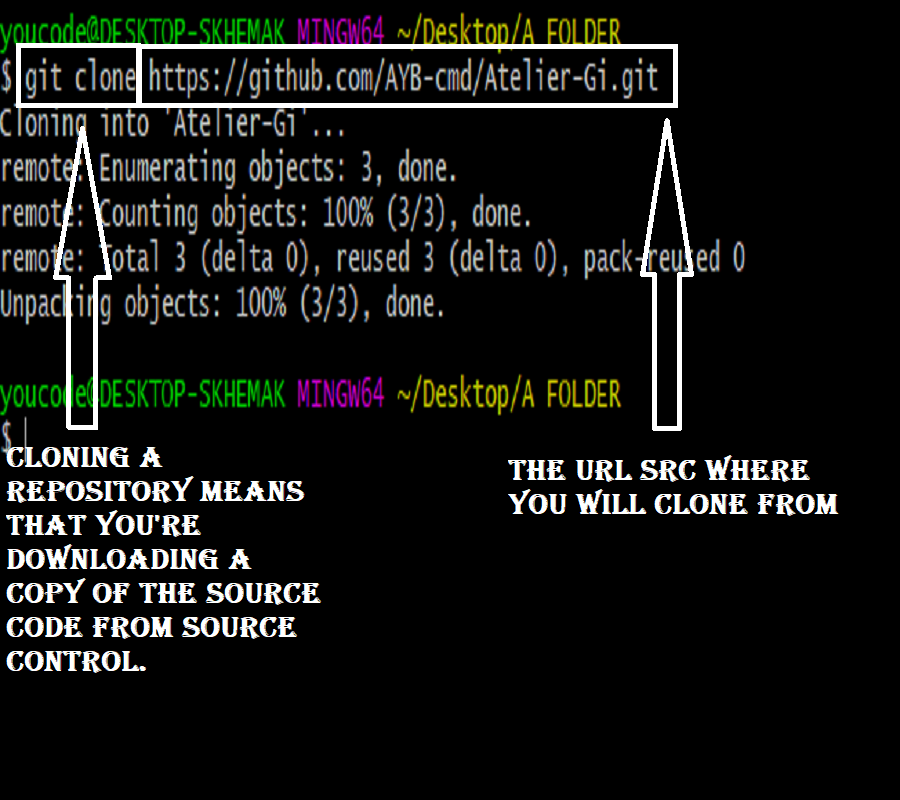 youcode@DESKTOP-SKHEMAK MINGW64 ~/Desktop/A FOLDER
$ git clone https://github.com/AYB-cmd/Atelier-Gi.git
Cloning into 'Atelier-Gi'...
remote: Enumerating objects: 3, done.
remote: Counting objects: 100% (3/3), done.
remote: Total 3 (delta 0), reused 3 (delta 0), pack-reused 0
Unpacking objects: 100% (3/3), done.
youcode@DESKTOP-SKHEMAK MINGW64 ~/Desktop/A FOLDER
$
CLONING A
REPOSITORY MEANS
THAT YOU'RE
DOWNLOADING A
COPY OF THE SOURCE
CODE FROM SOURCE
CONTROL.
THE URL SRC WHERE
YOU WILL CLONE FROM